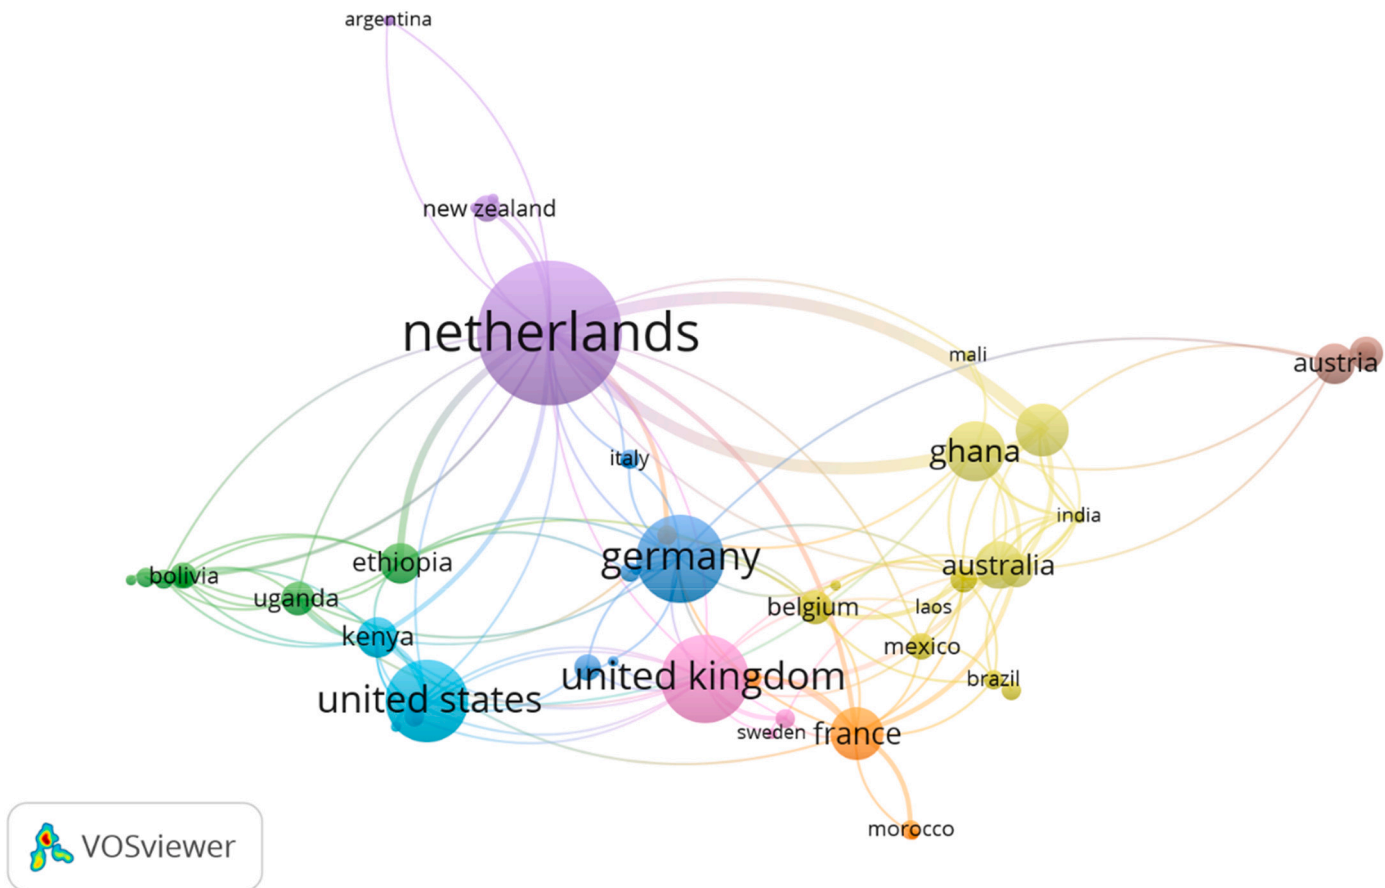 argentina
new zealand
netherlands
mali
austria
ghana
italy
india
germany
ethiopia
australia
bolivia
uganda
belgium
laos
kenya
mexico
united kingdom
brazil
united states
sweden
france
morocco
VOSviewer